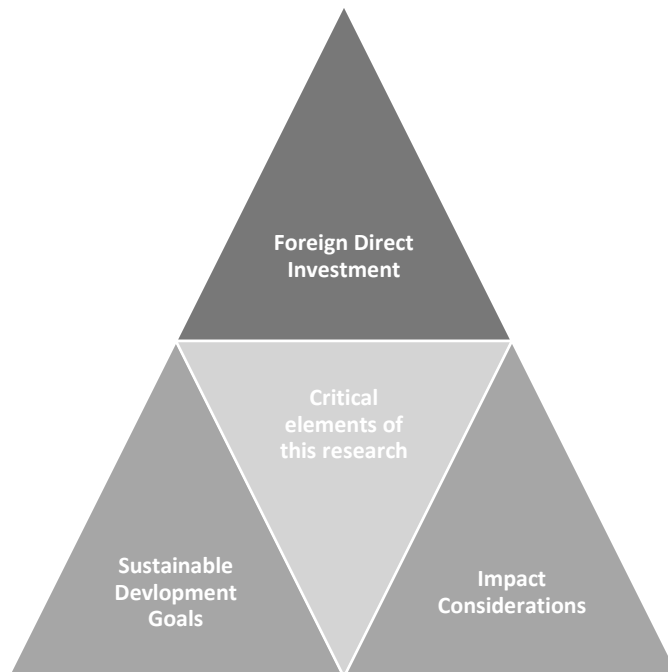 Foreign Direct
Investment
Critical
elements of
this research
Sustainable
Devlopment
Goals
Impact
Considerations